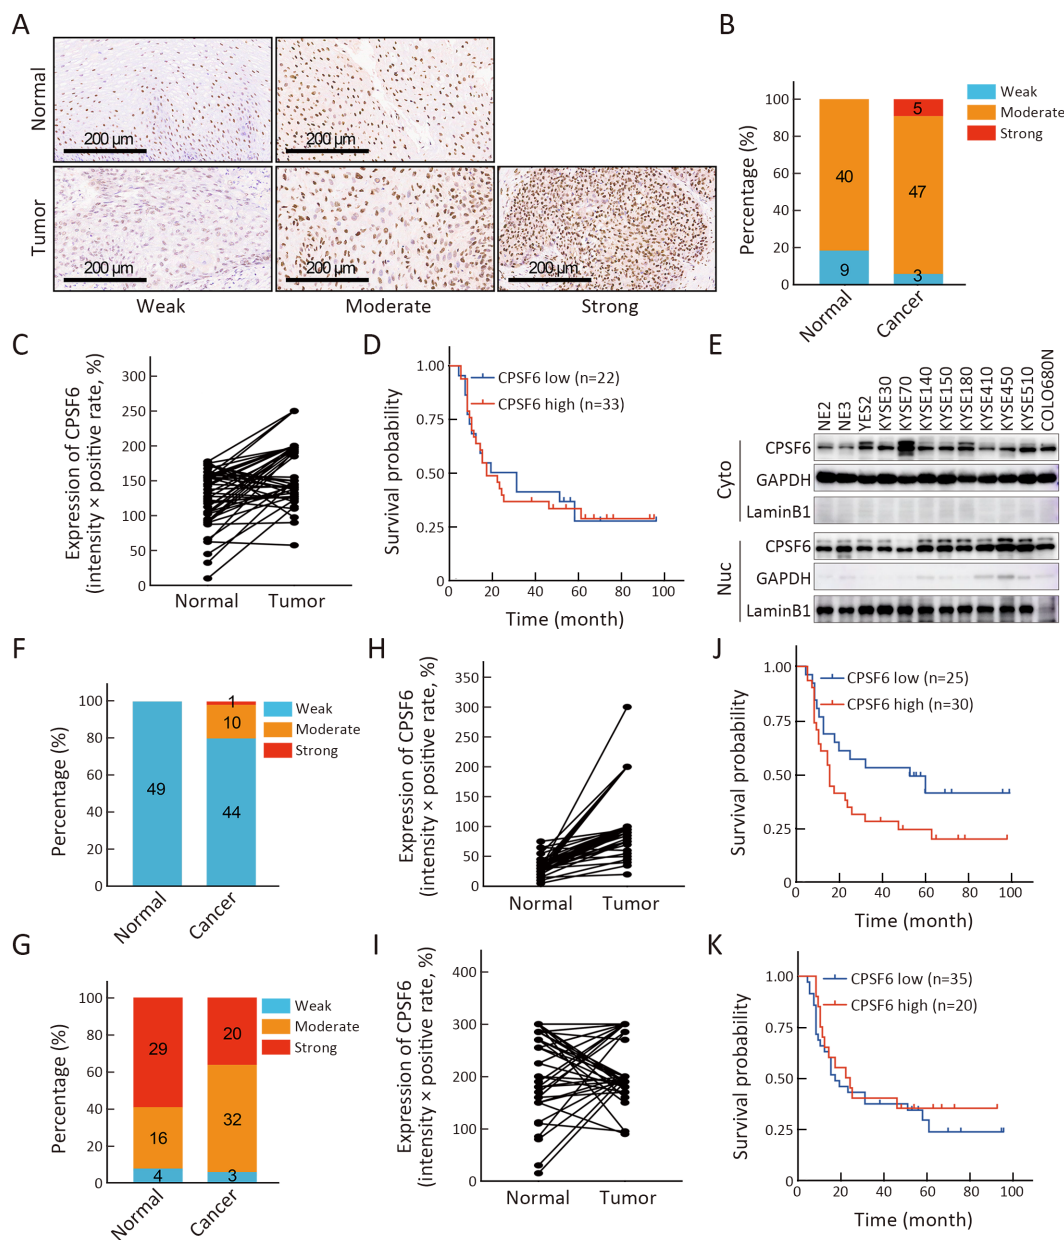 A
Normal
200 µm
200 µm
Tumor
200 µm
200 µm
200 µm
Weak
Moderate
Strong
B
Percentage (%)
100
80
60
40
20
0
40
9
5
47
3
Normal
Cancer
Weak
Moderate
Strong
C
Expression of CPSF6
(intensity × positive rate, %)
300
250
200
150
100
50
0
Normal
Tumor
D
Survival probability
1.00
0.75
0.50
0.25
0
CPSF6 low (n=22)
CPSF6 high (n=33)
0
20
40
60
80
100
Time (month)
E
NE2
NE3
YES2
KYSE30
KYSE70
KYSE140
KYSE150
KYSE180
KYSE410
KYSE450
KYSE510
COLO680N
Cyto
CPSF6
GAPDH
LaminB1
Nuc
CPSF6
GAPDH
LaminB1
F
Percentage (%)
100
80
60
40
20
0
49
1
10
44
Normal
Cancer
Weak
Moderate
Strong
H
Expression of CPSF6
(intensity × positive rate, %)
350
300
250
200
150
100
50
0
Normal
Tumor
J
Survival probability
1.00
0.75
0.50
0.25
0
CPSF6 low (n=25)
CPSF6 high (n=30)
0
20
40
60
80
100
Time (month)
G
Percentage (%)
100
80
60
40
20
0
29
16
4
20
32
3
Normal
Cancer
Weak
Moderate
Strong
I
Expression of CPSF6
(intensity × positive rate, %)
400
300
200
100
0
Normal
Tumor
K
Survival probability
1.00
0.75
0.50
0.25
0
CPSF6 low (n=35)
CPSF6 high (n=20)
0
20
40
60
80
100
Time (month)